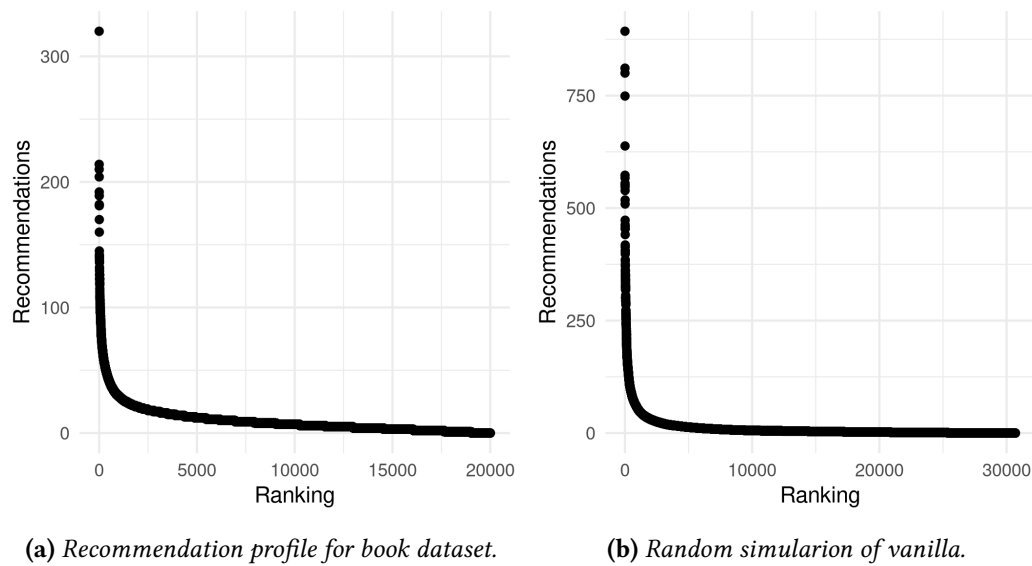 300
200
100
0
Recommendations
0 5000 10000 15000 20000
Ranking
(a) Recommendation profile for book dataset.
750
500
250
0
Recommendations
0 10000 20000 30000
Ranking
(b) Random simularion of vanilla.